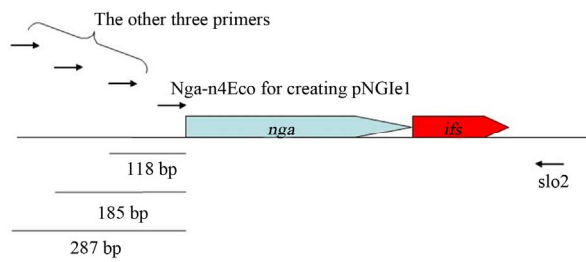 The other three primers
Nga-n4Eco for creating pNGIe1
nga
ifs
118 bp
slo2
185 bp
287 bp